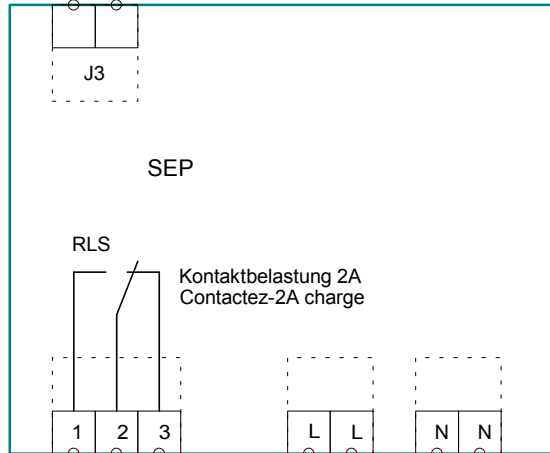 J3
SEP
RLS
Kontaktbelastung 2A
Contactez-2A charge
1 2 3 L L N N